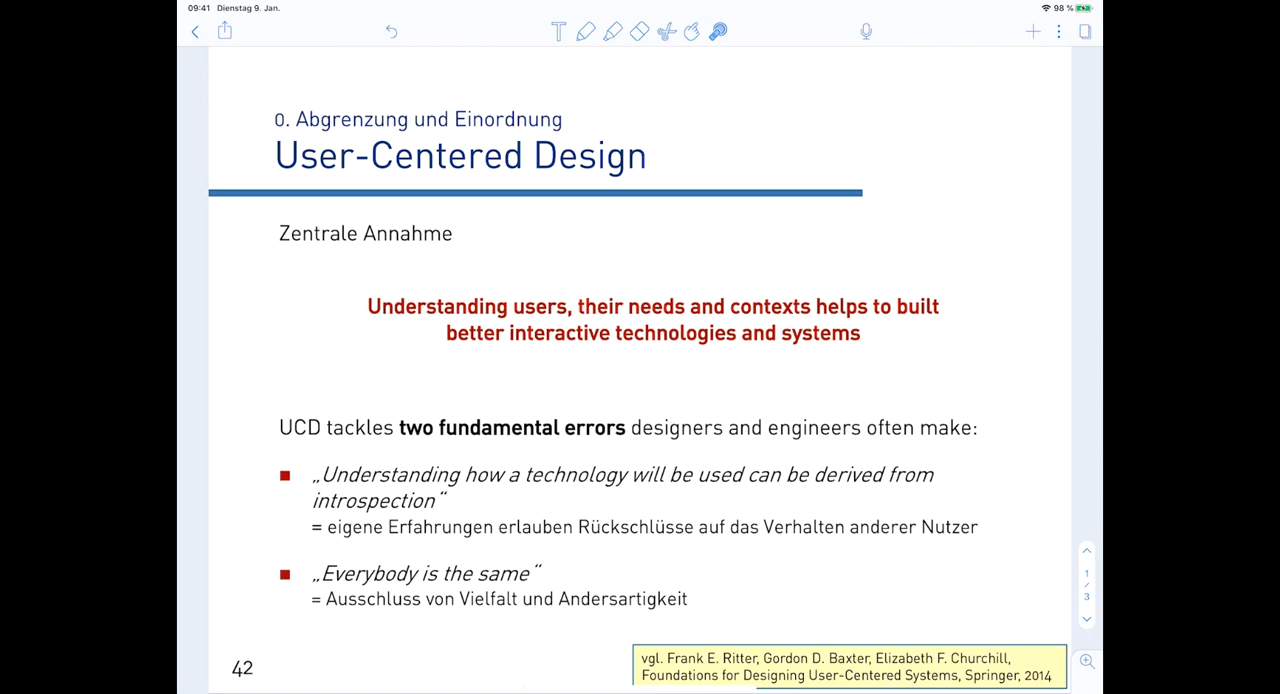 09:41 Dienstag 9. Jan.
98 %
0. Abgrenzung und Einordnung
User-Centered Design
Zentrale Annahme
Understanding users, their needs and contexts helps to built
better interactive technologies and systems
UCD tackles two fundamental errors designers and engineers often make:
„Understanding how a technology will be used can be derived from
introspection“
= eigene Erfahrungen erlauben Rückschlüsse auf das Verhalten anderer Nutzer
„Everybody is the same“
= Ausschluss von Vielfalt und Andersartigkeit
1
/
3
42
vgl. Frank E. Ritter, Gordon D. Baxter, Elizabeth F. Churchill,
Foundations for Designing User-Centered Systems, Springer, 2014